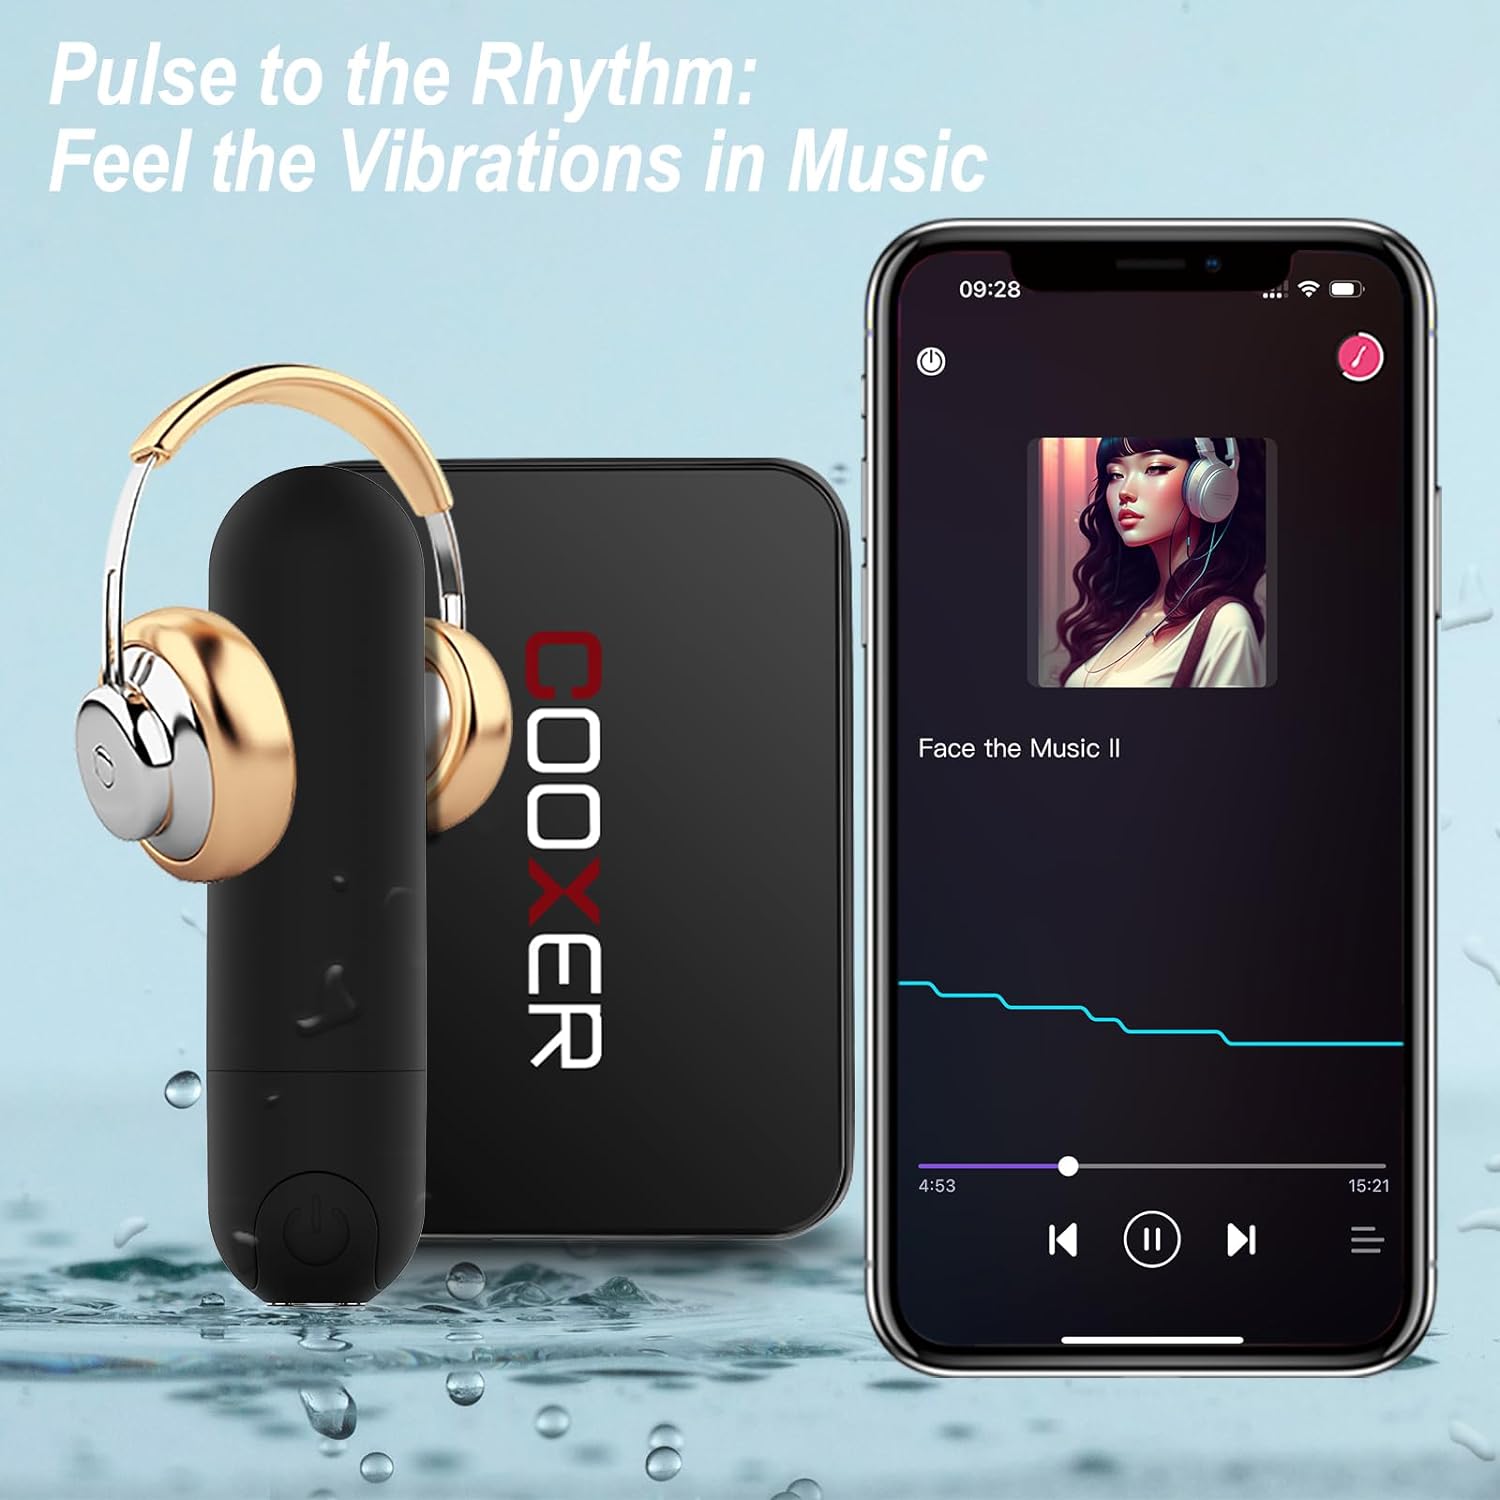 Pulse to the Rhythm:
Feel the Vibrations in Music
09:28
COOXER
Face the Music II
4:53
15:21